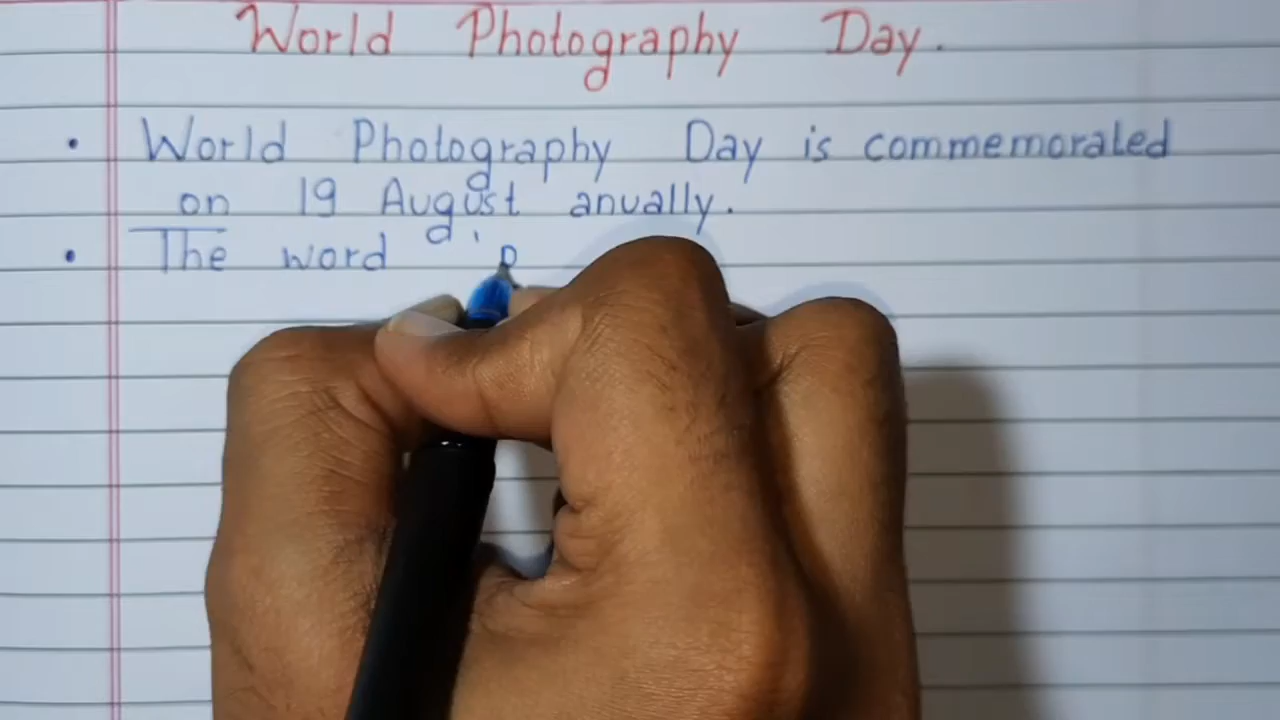 World Photography Day.
• World Photography Day is commemorated
on 19 August anually.
• The word 'P